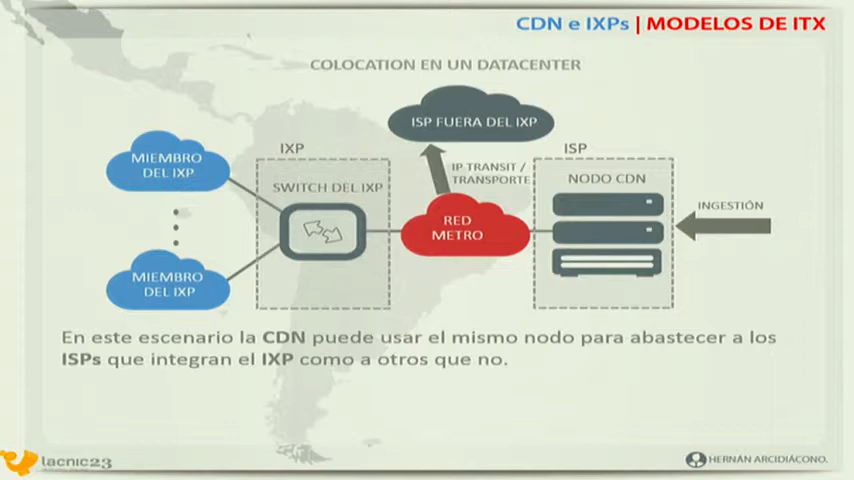 CDN e IXPs | MODELOS DE ITX
COLOCATION EN UN DATACENTER
ISP FUERA DEL IXP
MIEMBRO
DEL IXP
IXP
SWITCH DEL IXP
IP TRANSIT /
TRANSPORTE
ISP
NODO CDN
INGESTIÓN
RED
METRO
MIEMBRO
DEL IXP
En este escenario la CDN puede usar el mismo nodo para abastecer a los
ISPs que integran el IXP como a otros que no.
lacnic23
HERNÁN ARCIDIÁCONO.